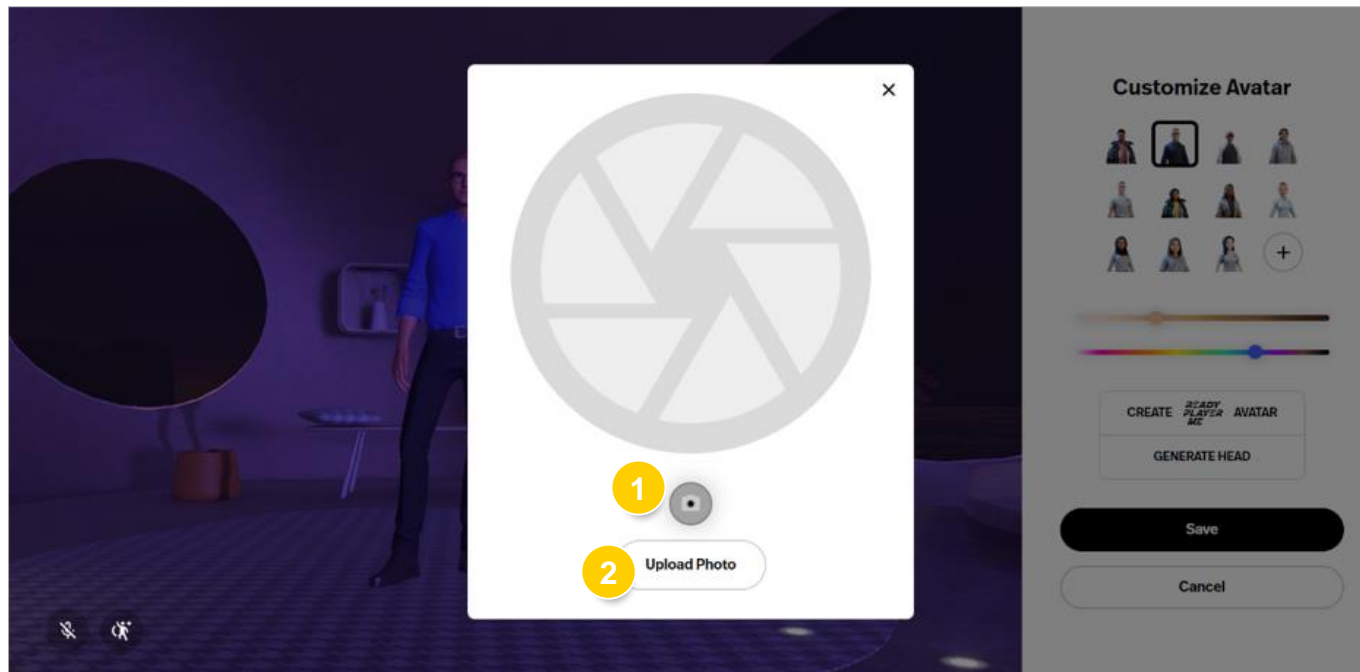 Customize Avatar
CREATE READY PLAYER ME AVATAR
GENERATE HEAD
Save
Cancel
1
2
Upload Photo